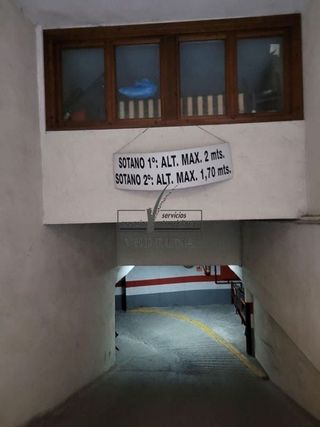 SOTANO 1º: ALT. MAX. 2 mts.
SOTANO 2º: ALT. MAX. 1,70 mts.
servicios